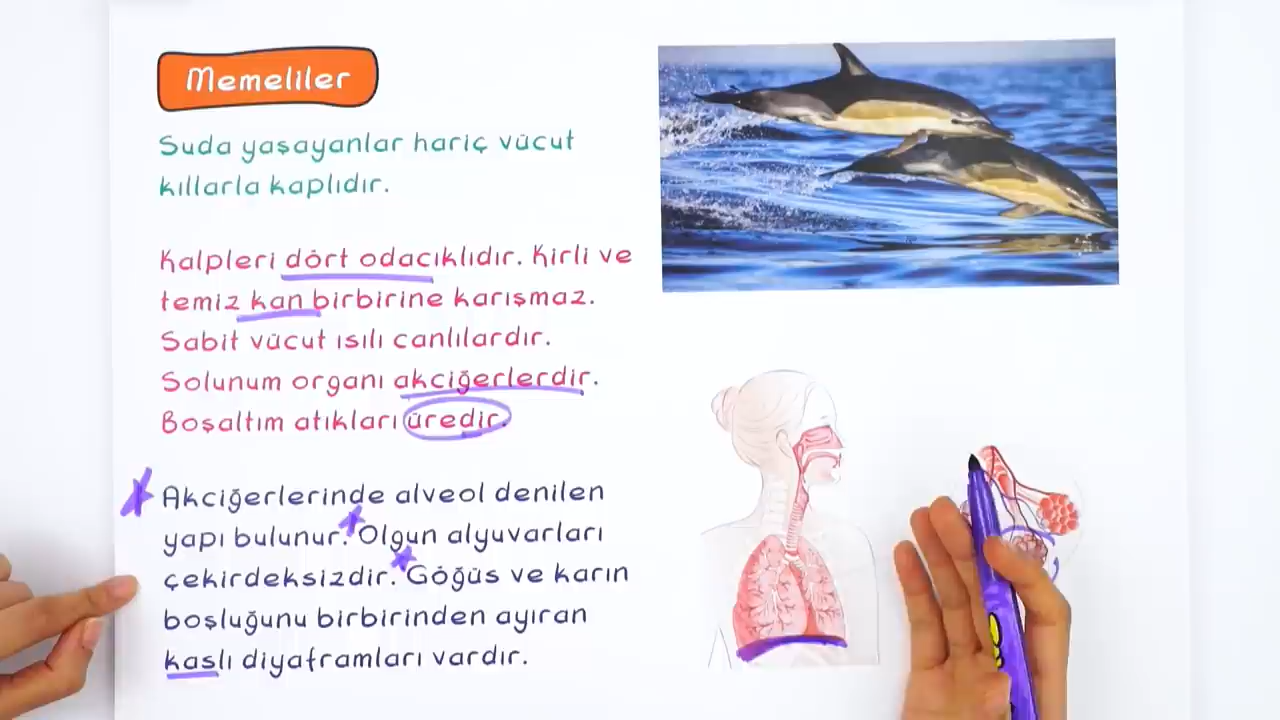 Memeliler
Suda yaşayanlar hariç vücut
kıllarla kaplıdır.
Kalpleri dört odacıklıdır. Kirli ve
temiz kan birbirine karışmaz.
Sabit vücut ısılı canlılardır.
Solunum organı akciğerlerdir.
Boşaltım atıkları üredir.
Akciğerlerinde alveol denilen
yapı bulunur. Olgun alyuvarları
çekirdeksizdir. Göğüs ve karın
boşluğunu birbirinden ayıran
kaslı diyaframları vardır.